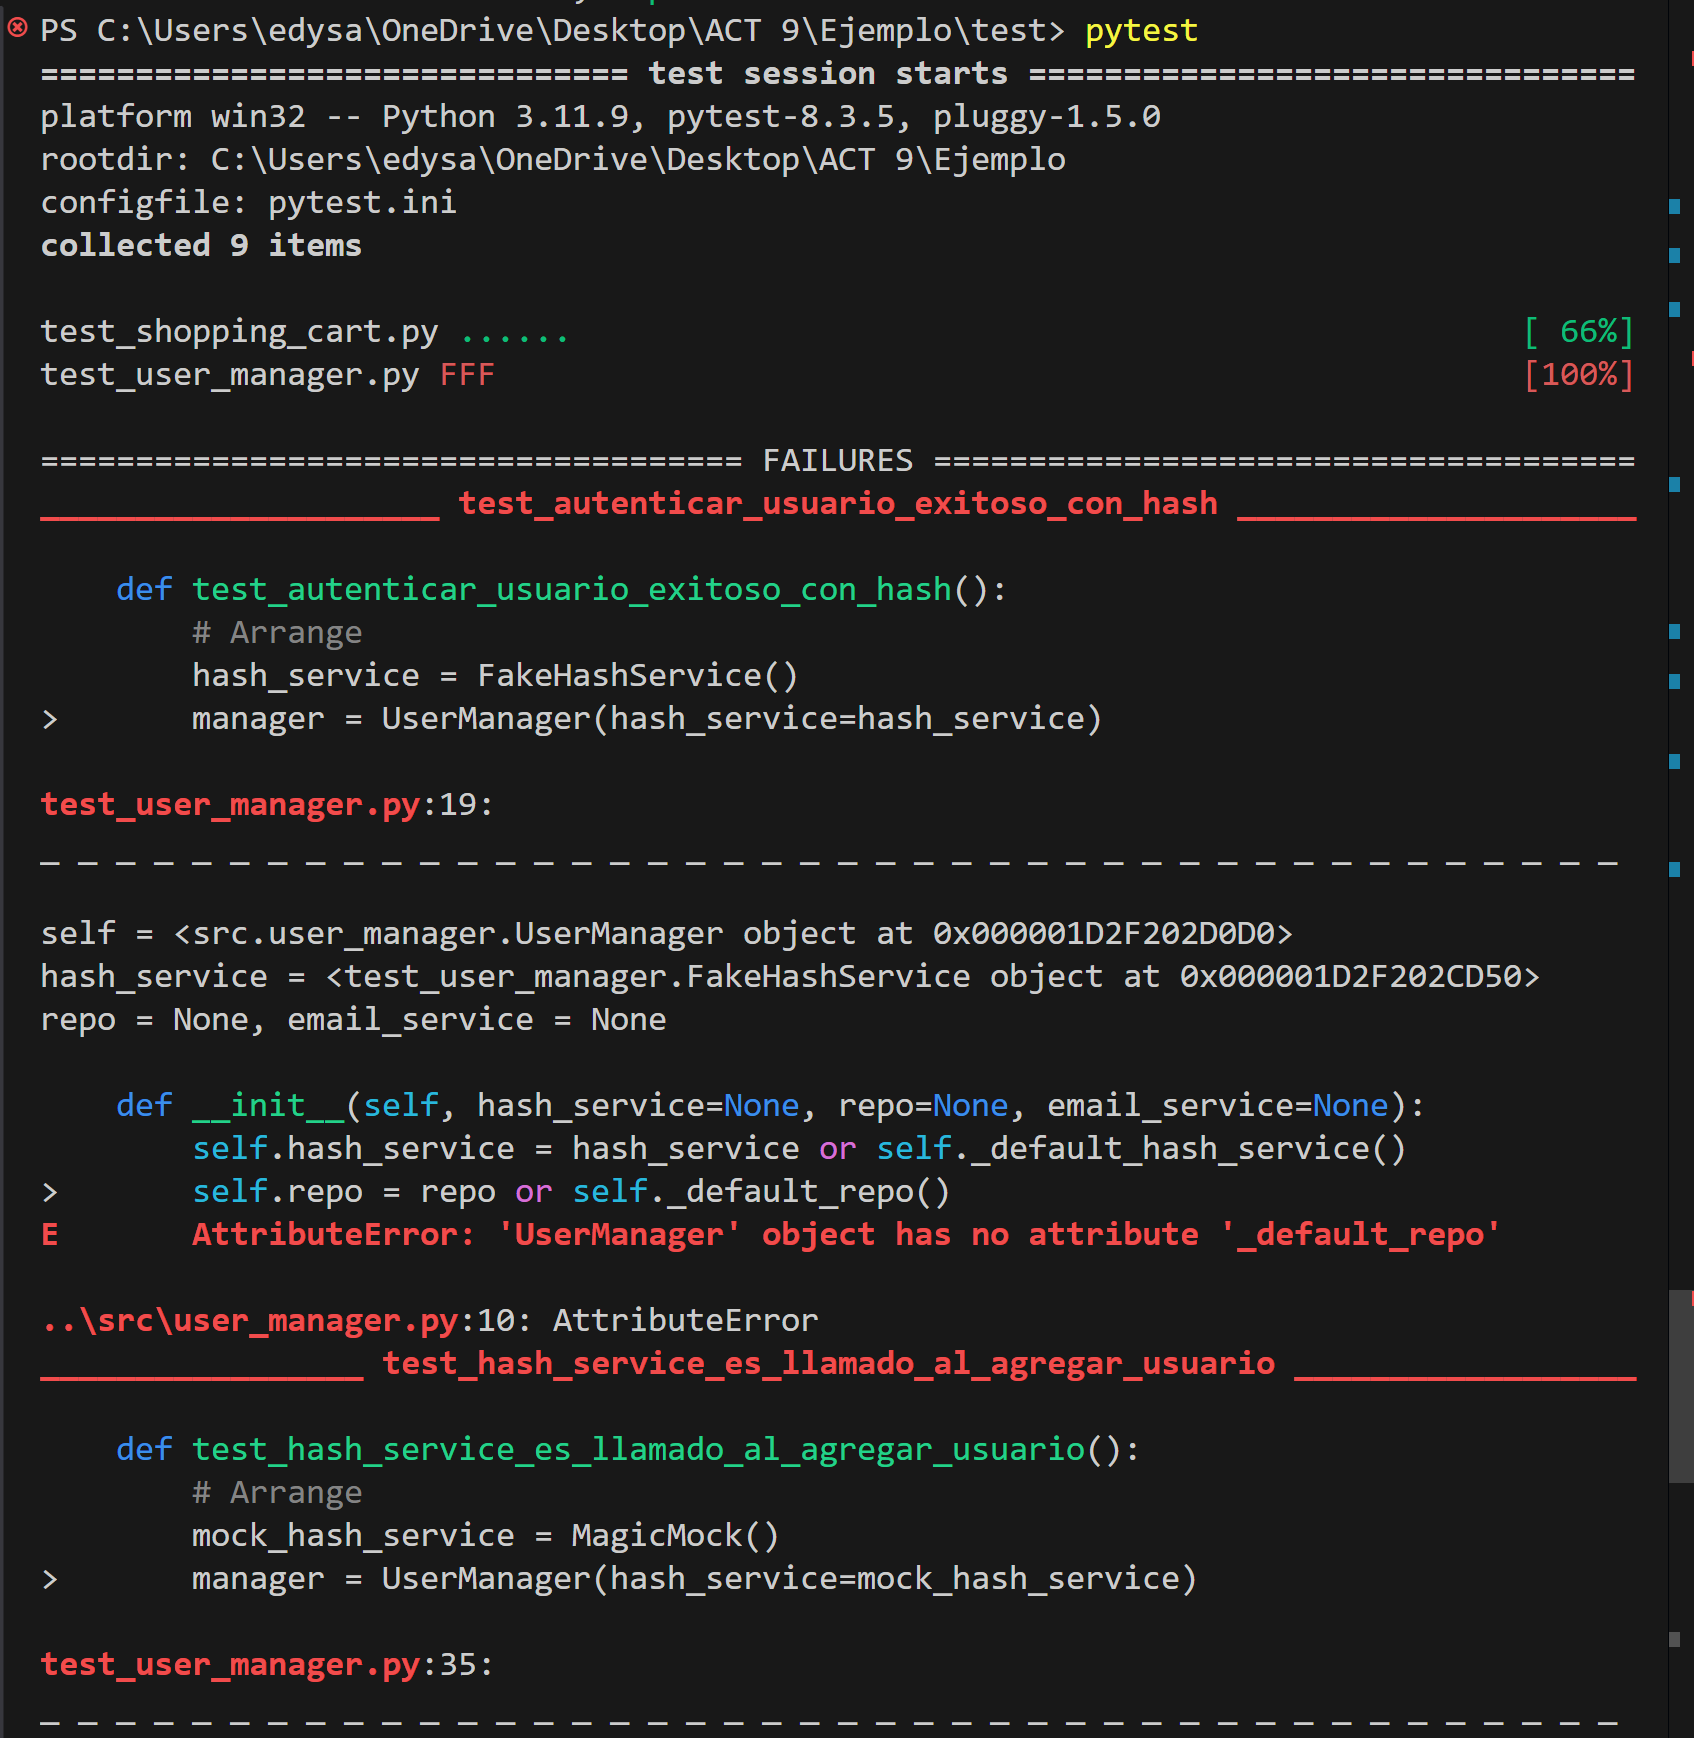 PS C:\Users\edysa\OneDrive\Desktop\ACT 9\Ejemplo\test> pytest
=============================== test session starts ================================
platform win32 -- Python 3.11.9, pytest-8.3.5, pluggy-1.5.0
rootdir: C:\Users\edysa\OneDrive\Desktop\ACT 9\Ejemplo
configfile: pytest.ini
collected 9 items
test_shopping_cart.py ...... [ 66%]
test_user_manager.py FFF [100%]
===================================== FAILURES =====================================
_____________________ test_autenticar_usuario_exitoso_con_hash _____________________
def test_autenticar_usuario_exitoso_con_hash():
# Arrange
hash_service = FakeHashService()
> manager = UserManager(hash_service=hash_service)
test_user_manager.py:19:
_ _ _ _ _ _ _ _ _ _ _ _ _ _ _ _ _ _ _ _ _ _ _ _ _ _ _ _ _ _ _ _ _ _ _ _ _ _ _ _ _ _
self = <src.user_manager.UserManager object at 0x000001D2F202D0D0>
hash_service = <test_user_manager.FakeHashService object at 0x000001D2F202CD50>
repo = None, email_service = None
def __init__(self, hash_service=None, repo=None, email_service=None):
self.hash_service = hash_service or self._default_hash_service()
> self.repo = repo or self._default_repo()
E AttributeError: 'UserManager' object has no attribute '_default_repo'
..\src\user_manager.py:10: AttributeError
_________________ test_hash_service_es_llamado_al_agregar_usuario __________________
def test_hash_service_es_llamado_al_agregar_usuario():
# Arrange
mock_hash_service = MagicMock()
> manager = UserManager(hash_service=mock_hash_service)
test_user_manager.py:35:
_ _ _ _ _ _ _ _ _ _ _ _ _ _ _ _ _ _ _ _ _ _ _ _ _ _ _ _ _ _ _ _ _ _ _ _ _ _ _ _ _ _